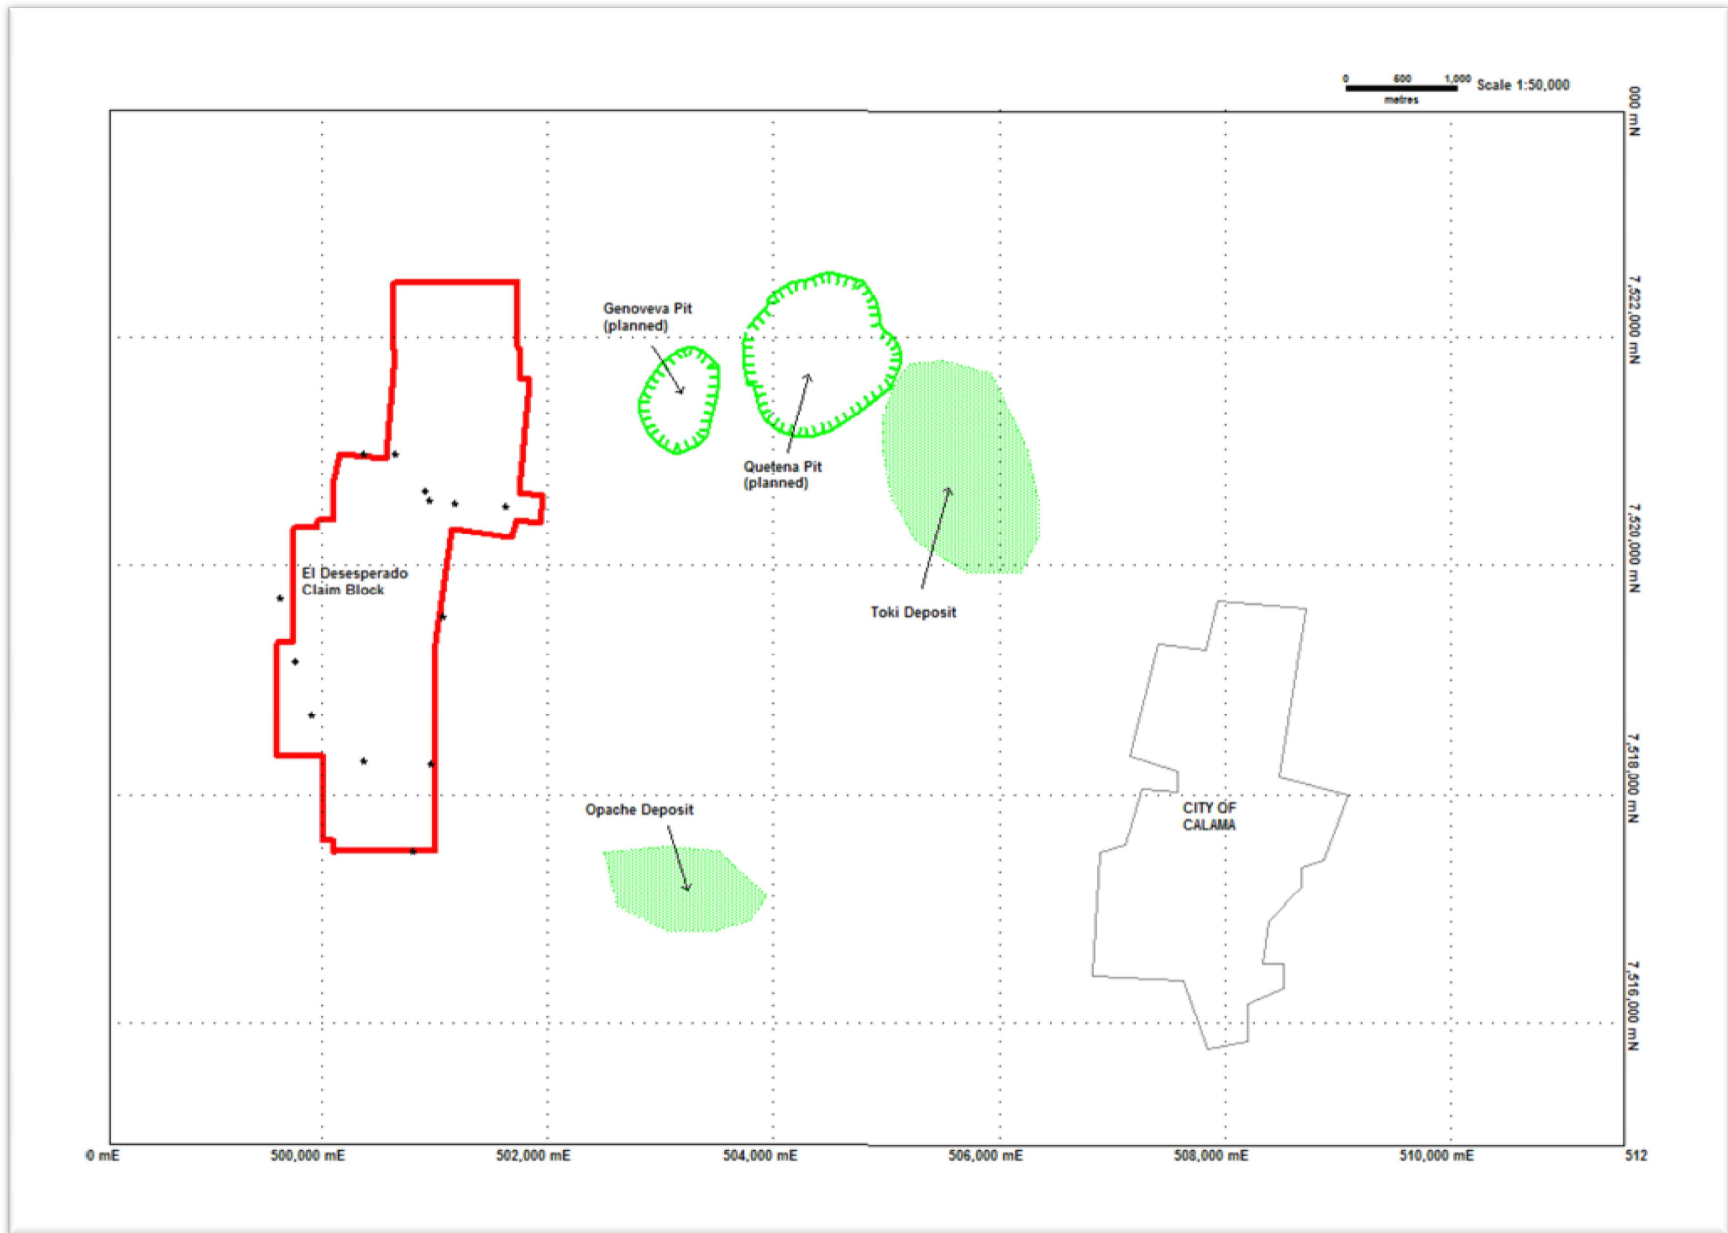 0 500 1,000 Scale 1:50,000
metres
000 mN
Genoveva Pit
(planned)
7,522,000 mN
Quetena Pit
(planned)
7,520,000 mN
El Desesperado
Claim Block
Toki Deposit
7,518,000 mN
Opache Deposit
CITY OF
CALAMA
7,516,000 mN
0 mE 500,000 mE 502,000 mE 504,000 mE 506,000 mE 508,000 mE 510,000 mE 512